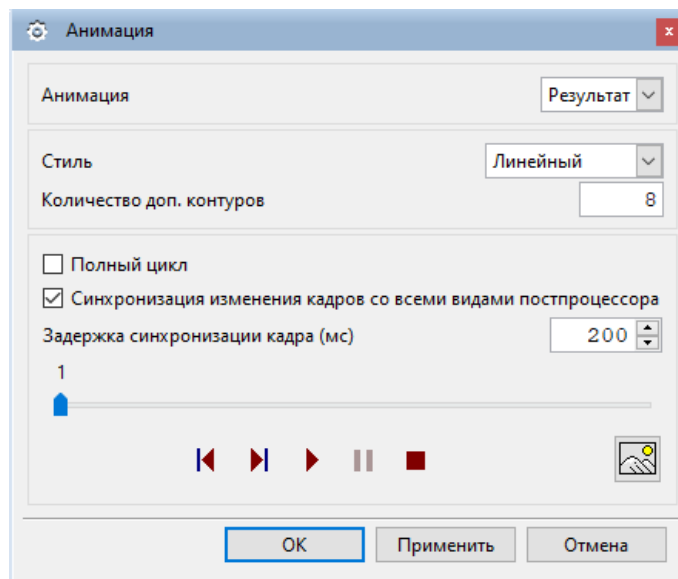 Анимация
Анимация Результат
Стиль Линейный
Количество доп. контуров 8
Полный цикл
Синхронизация изменения кадров со всеми видами постпроцессора
Задержка синхронизации кадра (мс) 200
1
OK Применить Отмена